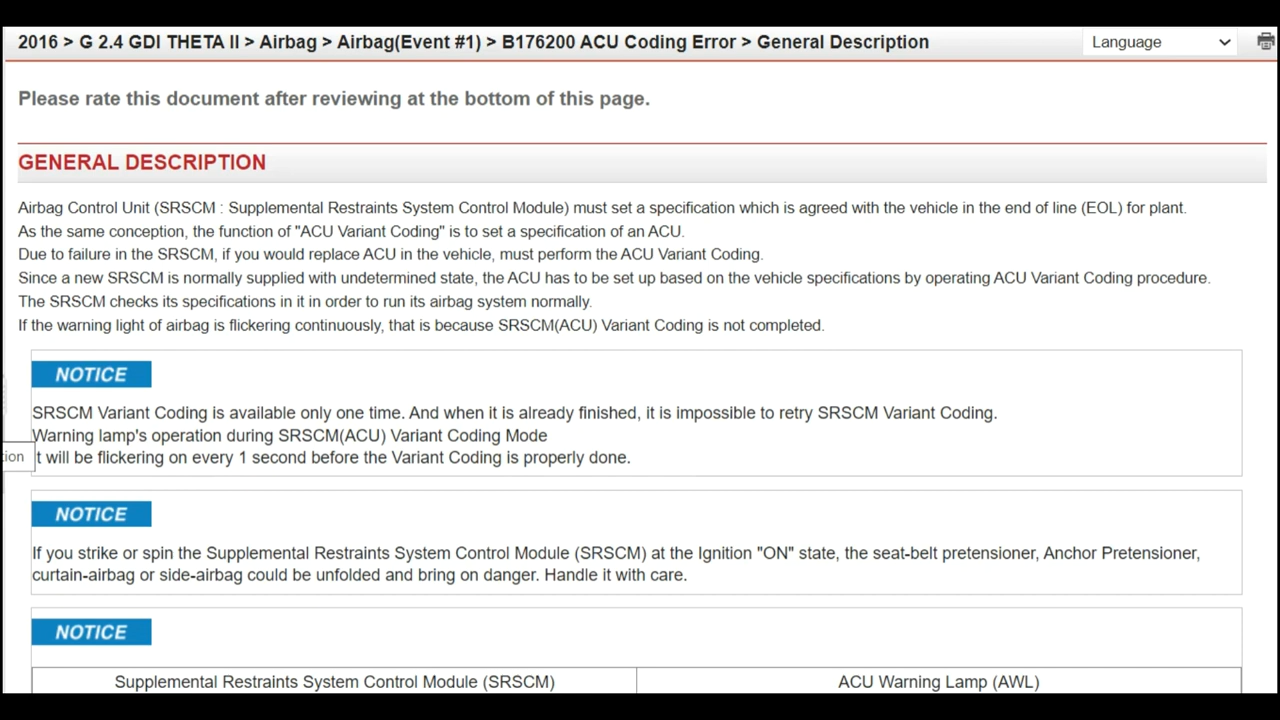 2016 > G 2.4 GDI THETA II > Airbag > Airbag(Event #1) > B176200 ACU Coding Error > General Description
Language
Please rate this document after reviewing at the bottom of this page.
GENERAL DESCRIPTION
Airbag Control Unit (SRSCM : Supplemental Restraints System Control Module) must set a specification which is agreed with the vehicle in the end of line (EOL) for plant.
As the same conception, the function of "ACU Variant Coding" is to set a specification of an ACU.
Due to failure in the SRSCM, if you would replace ACU in the vehicle, must perform the ACU Variant Coding.
Since a new SRSCM is normally supplied with undetermined state, the ACU has to be set up based on the vehicle specifications by operating ACU Variant Coding procedure.
The SRSCM checks its specifications in it in order to run its airbag system normally.
If the warning light of airbag is flickering continuously, that is because SRSCM(ACU) Variant Coding is not completed.
NOTICE
SRSCM Variant Coding is available only one time. And when it is already finished, it is impossible to retry SRSCM Variant Coding.
Warning lamp's operation during SRSCM(ACU) Variant Coding Mode
tion
t will be flickering on every 1 second before the Variant Coding is properly done.
NOTICE
If you strike or spin the Supplemental Restraints System Control Module (SRSCM) at the Ignition "ON" state, the seat-belt pretensioner, Anchor Pretensioner,
curtain-airbag or side-airbag could be unfolded and bring on danger. Handle it with care.
NOTICE
Supplemental Restraints System Control Module (SRSCM)
ACU Warning Lamp (AWL)